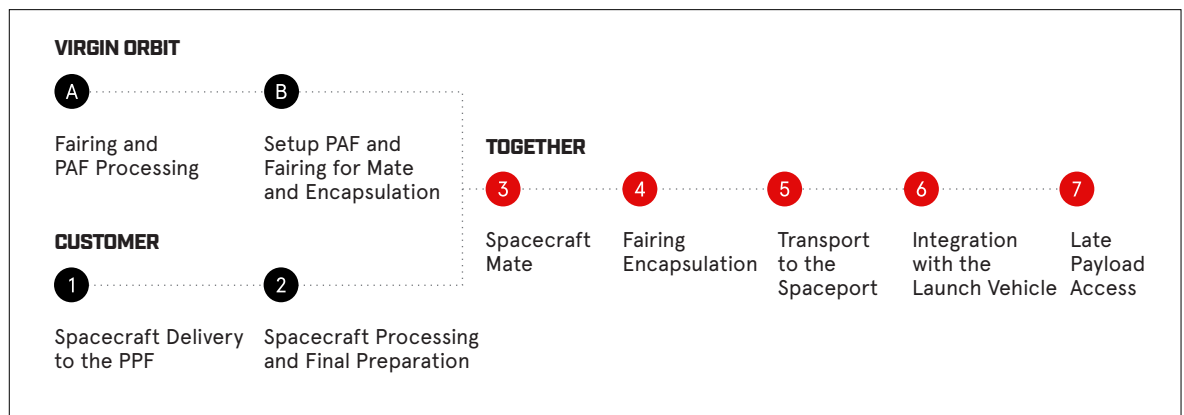 VIRGIN ORBIT
A
B
Fairing and
PAF Processing
Setup PAF and
Fairing for Mate
and Encapsulation
CUSTOMER
1
2
Spacecraft Delivery
to the PPF
Spacecraft Processing
and Final Preparation
TOGETHER
3
4
5
6
7
Spacecraft
Mate
Fairing
Encapsulation
Transport
to the
Spaceport
Integration
with the
Launch Vehicle
Late
Payload
Access